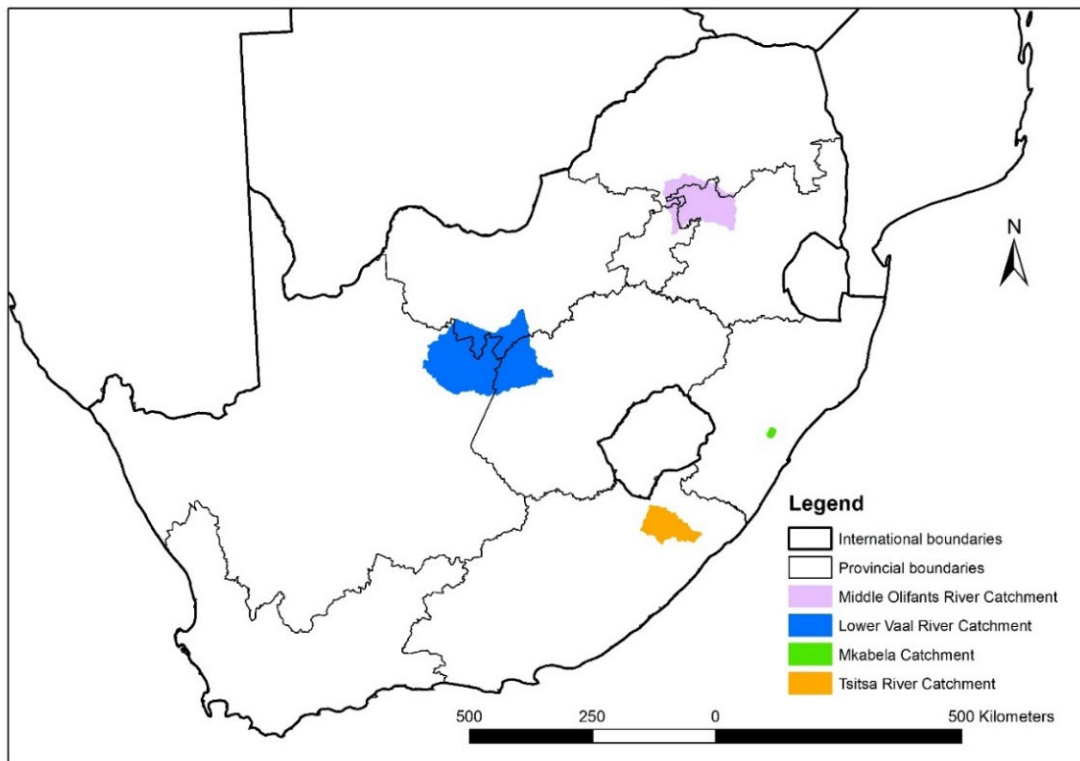 N
Legend
International boundaries
Provincial boundaries
Middle Olifants River Catchment
Lower Vaal River Catchment
Mkabela Catchment
Tsitsa River Catchment
500 250 0 500 Kilometers